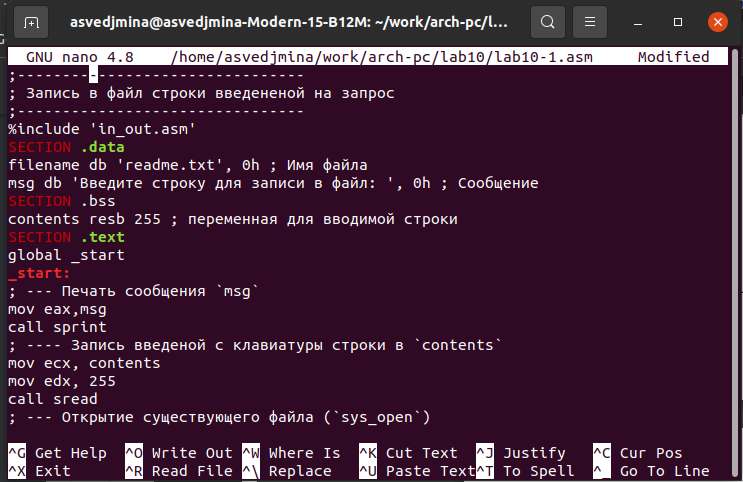 asvedjmina@asvedjmina-Modern-15-B12M: ~/work/arch-pc/l...
GNU nano 4.8 /home/asvedjmina/work/arch-pc/lab10/lab10-1.asm Modified
;--------------------------------
; Запись в файл строки введененой на запрос
;--------------------------------
%include 'in_out.asm'
SECTION .data
filename db 'readme.txt', 0h ; Имя файла
msg db 'Введите строку для записи в файл: ', 0h ; Сообщение
SECTION .bss
contents resb 255 ; переменная для вводимой строки
SECTION .text
global _start
_start:
; --- Печать сообщения `msg`
mov eax,msg
call sprint
; ---- Запись введеной с клавиатуры строки в `contents`
mov ecx, contents
mov edx, 255
call sread
; --- Открытие существующего файла (`sys_open`)
^G Get Help ^O Write Out ^W Where Is ^K Cut Text ^J Justify ^C Cur Pos
^X Exit ^R Read File ^\ Replace ^U Paste Text ^T To Spell ^_ Go To Line